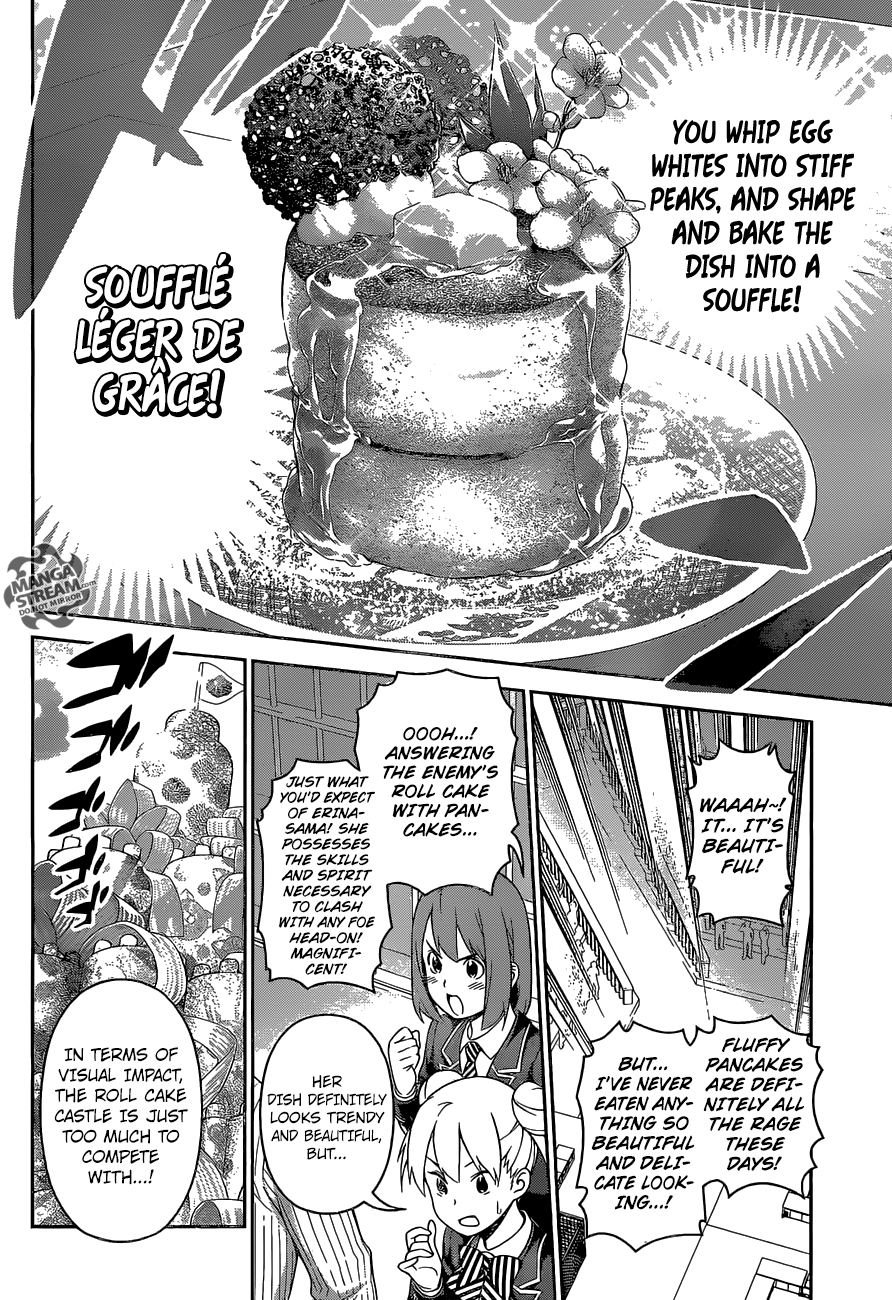 YOU WHIP EGG
WHITES INTO STIFF
PEAKS, AND SHAPE
AND BAKE THE
DISH INTO A
SOUFFLE!
SOUFFLÉ
LÉGER DE
GRÂCE!
MANGA
STREAM.com
DO NOT MIRROR
WAAAH~!
IT... IT'S
BEAUTI-
FUL!
FLUFFY
PANCAKES
ARE DEFI-
NITELY ALL
THE RAGE
THESE
DAYS!
BUT...
I'VE NEVER
EATEN ANY-
THING SO
BEAUTIFUL
AND DELI-
CATE LOOK-
ING...!
OOOH...!
ANSWERING
THE ENEMY'S
ROLL CAKE
WITH PAN-
CAKES...
JUST WHAT
YOU'D EXPECT
OF ERINA-
SAMA! SHE
POSSESSES
THE SKILLS
AND SPIRIT
NECESSARY
TO CLASH
WITH ANY FOE
HEAD-ON!
MAGNIFI-
CENT!
HER
DISH DEFINITELY
LOOKS TRENDY
AND BEAUTIFUL,
BUT...
IN TERMS OF
VISUAL IMPACT,
THE ROLL CAKE
CASTLE IS JUST
TOO MUCH TO
COMPETE
WITH...!